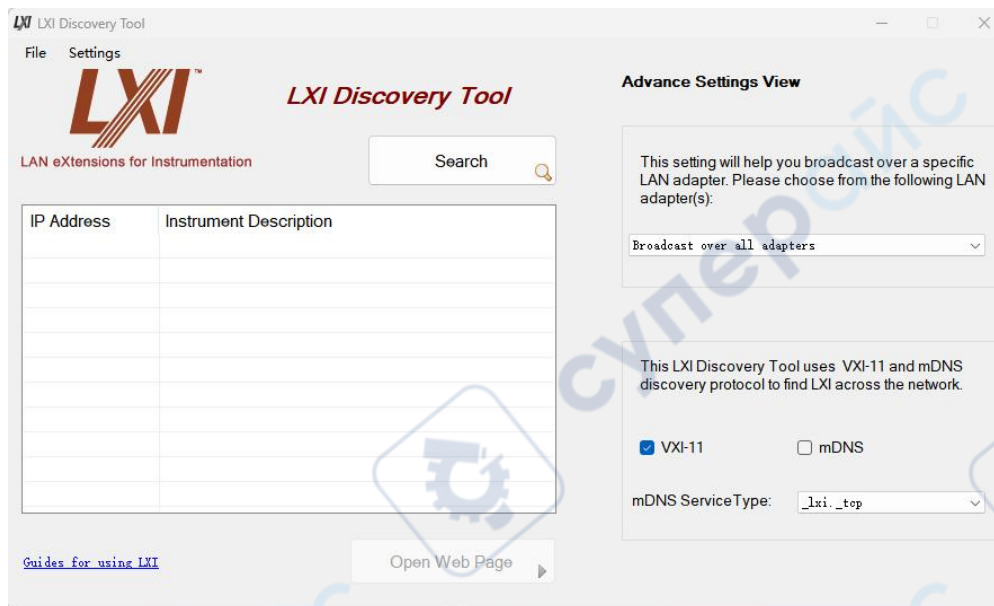 LXI LXI Discovery Tool
File Settings
LXI™
LAN eXtensions for Instrumentation
LXI Discovery Tool
Search
IP Address Instrument Description
Guides for using LXI
Open Web Page
Advance Settings View
This setting will help you broadcast over a specific
LAN adapter. Please choose from the following LAN
adapter(s):
Broadcast over all adapters
This LXI Discovery Tool uses VXI-11 and mDNS
discovery protocol to find LXI across the network.
VXI-11 mDNS
mDNS ServiceType: _lxi._tcp
суперайс